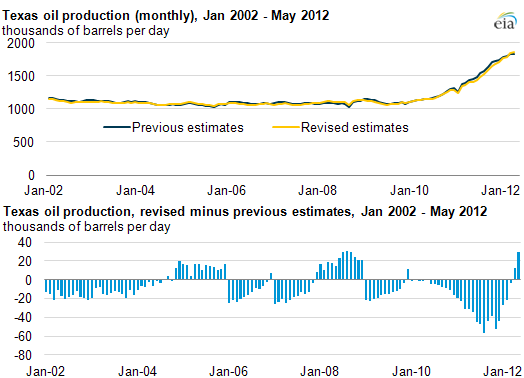 Texas oil production (monthly), Jan 2002 - May 2012
thousands of barrels per day
eia
2000
1500
1000
500
0
Previous estimates
Revised estimates
Jan-02 Jan-04 Jan-06 Jan-08 Jan-10 Jan-12
Texas oil production, revised minus previous estimates, Jan 2002 - May 2012
thousands of barrels per day
40
20
0
-20
-40
-60
-80
Jan-02 Jan-04 Jan-06 Jan-08 Jan-10 Jan-12